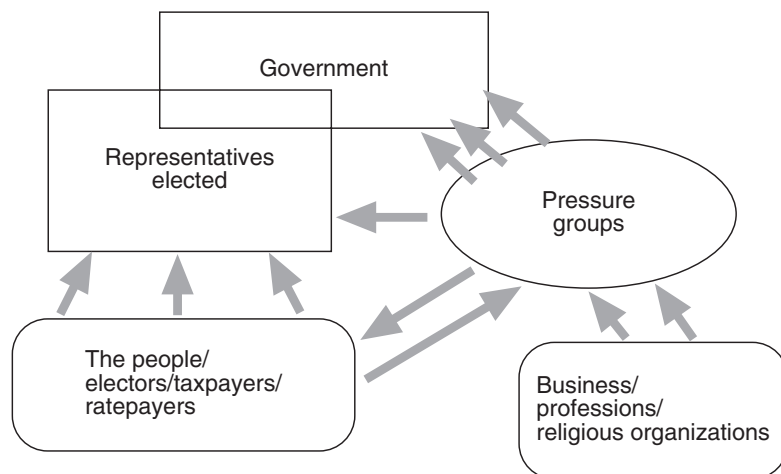 Government
Representatives
elected
Pressure
groups
The people/
electors/taxpayers/
ratepayers
Business/
professions/
religious organizations